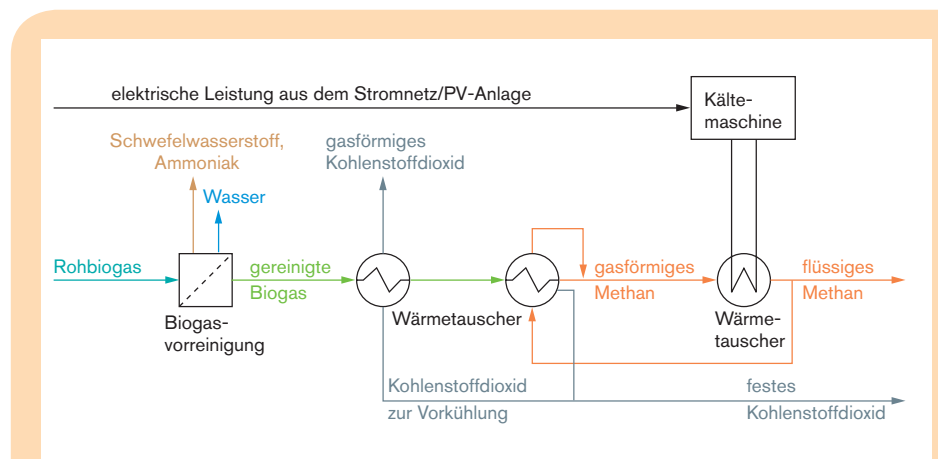 elektrische Leistung aus dem Stromnetz/PV-Anlage
Kälte-
maschine
Schwefelwasserstoff,
Ammoniak
gasförmiges
Kohlenstoffdioxid
Wasser
Rohbiogas
gereinigte
Biogas
gasförmiges
Methan
flüssiges
Methan
Biogas-
vorreinigung
Wärmetauscher
Wärme-
tauscher
Kohlenstoffdioxid
zur Vorkühlung
festes
Kohlenstoffdioxid